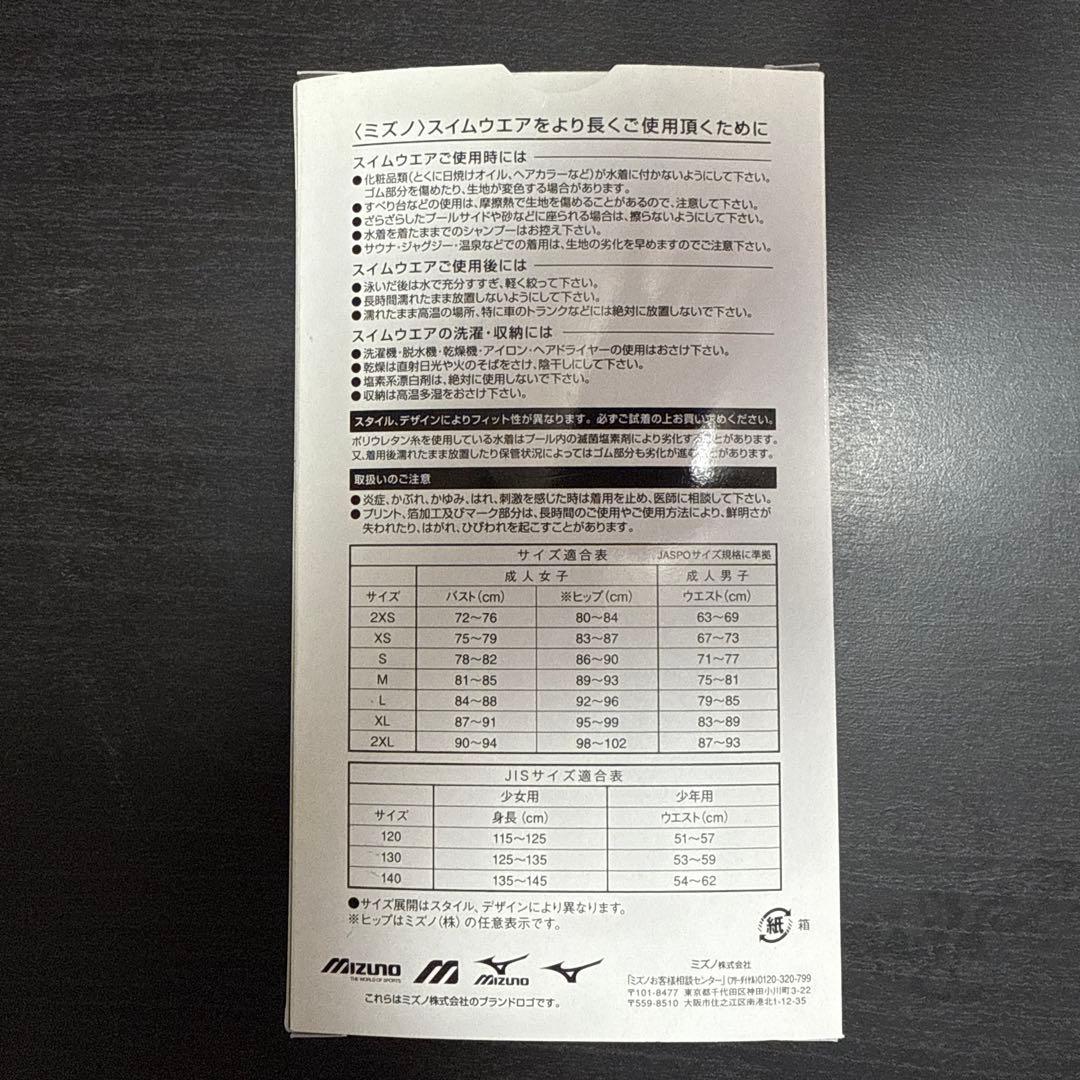 〈ミズノ〉スイムウエアをより長くご使用頂くために
スイムウエアご使用時には
●化粧品類(とくに日焼けオイル、ヘアカラーなど)が水着に付かないようにして下さい。
ゴム部分を傷めたり、生地が変色する場合があります。
●すべり台などの使用は、摩擦熱で生地を傷めることがあるので、注意して下さい。
●ざらざらしたプールサイドや砂などに座られる場合は、擦らないようにして下さい。
●水着を着たままでのシャンプーはお控え下さい。
●サウナ・ジャグジー・温泉などでの着用は、生地の劣化を早めますのでご注意下さい。
スイムウエアご使用後には
●泳いだ後は水で充分すすぎ、軽く絞って下さい。
●長時間濡れたまま放置しないようにして下さい。
●濡れたまま高温の場所、特に車のトランクなどには絶対に放置しないで下さい。
スイムウエアの洗濯・収納には
●洗濯機・脱水機・乾燥機・アイロン・ヘアドライヤーの使用はおさけ下さい。
●乾燥は直射日光や火のそばをさけ、陰干しにして下さい。
●塩素系漂白剤は、絶対に使用しないで下さい。
●収納は高温多湿をおさけ下さい。
スタイル、デザインによりフィット性が異なります。必ずご試着の上お買い求めください。
ポリウレタン糸を使用している水着はプール内の滅菌塩素剤により劣化することがあります。
又、着用後濡れたまま放置したり保管状況によってはゴム部分も劣化が進むことがあります。
取扱いのご注意
●炎症、かぶれ、かゆみ、はれ、刺激を感じた時は着用を止め、医師に相談して下さい。
●プリント、箔加工及びマーク部分は、長時間のご使用やご使用方法により、鮮明さが
失われたり、はがれ、ひびわれを起こすことがあります。
サイズ適合表 JASPOサイズ規格に準拠
成人女子 成人男子
サイズ バスト(cm) ※ヒップ(cm) ウエスト(cm)
2XS 72〜76 80〜84 63〜69
XS 75〜79 83〜87 67〜73
S 78〜82 86〜90 71〜77
M 81〜85 89〜93 75〜81
L 84〜88 92〜96 79〜85
XL 87〜91 95〜99 83〜89
2XL 90〜94 98〜102 87〜93
JISサイズ適合表
少女用 少年用
サイズ 身長(cm) ウエスト(cm)
120 115〜125 51〜57
130 125〜135 53〜59
140 135〜145 54〜62
●サイズ展開はスタイル、デザインにより異なります。
※ヒップはミズノ(株)の任意表示です。
紙 箱
MIZUNO
THE WORLD OF SPORTS
MIZUNO
これらはミズノ株式会社のブランドロゴです。
ミズノ株式会社
「ミズノお客様相談センター」(フリーダイヤル)0120-320-799
〒101-8477 東京都千代田区神田小川町3-22
〒559-8510 大阪市住之江区南港北1-12-35